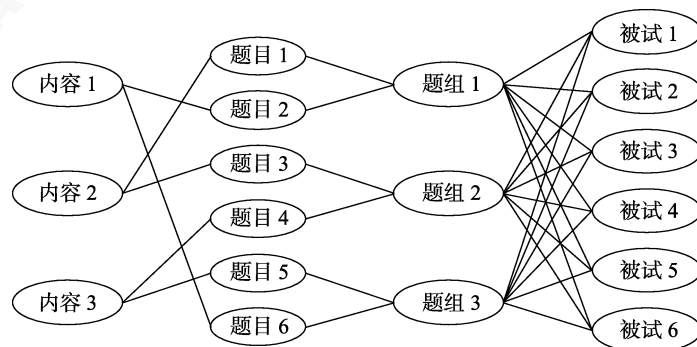 内容 1
内容 2
内容 3
题目 1
题目 2
题目 3
题目 4
题目 5
题目 6
题组 1
题组 2
题组 3
被试 1
被试 2
被试 3
被试 4
被试 5
被试 6